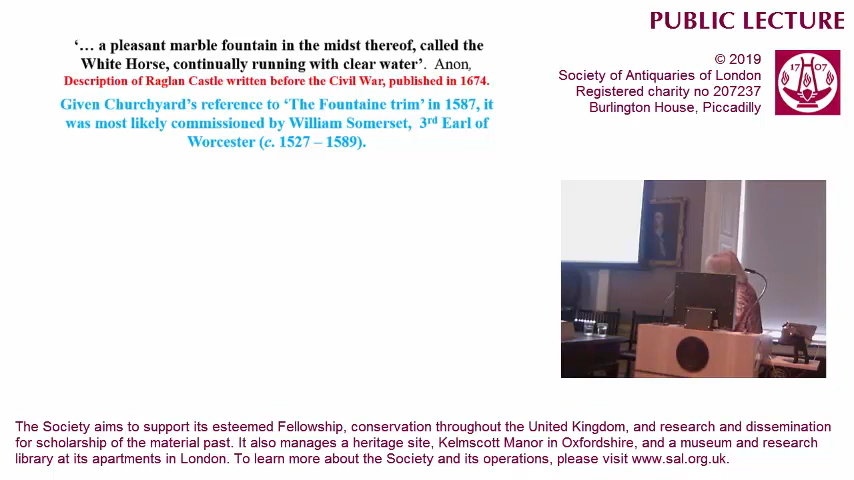 PUBLIC LECTURE
‘… a pleasant marble fountain in the midst thereof, called the
White Horse, continually running with clear water’. Anon,
Description of Raglan Castle written before the Civil War, published in 1674.
Given Churchyard’s reference to ‘The Fountaine trim’ in 1587, it
was most likely commissioned by William Somerset, 3rd Earl of
Worcester (c. 1527 – 1589).
© 2019
Society of Antiquaries of London
Registered charity no 207237
Burlington House, Piccadilly
1707
The Society aims to support its esteemed Fellowship, conservation throughout the United Kingdom, and research and dissemination
for scholarship of the material past. It also manages a heritage site, Kelmscott Manor in Oxfordshire, and a museum and research
library at its apartments in London. To learn more about the Society and its operations, please visit www.sal.org.uk.